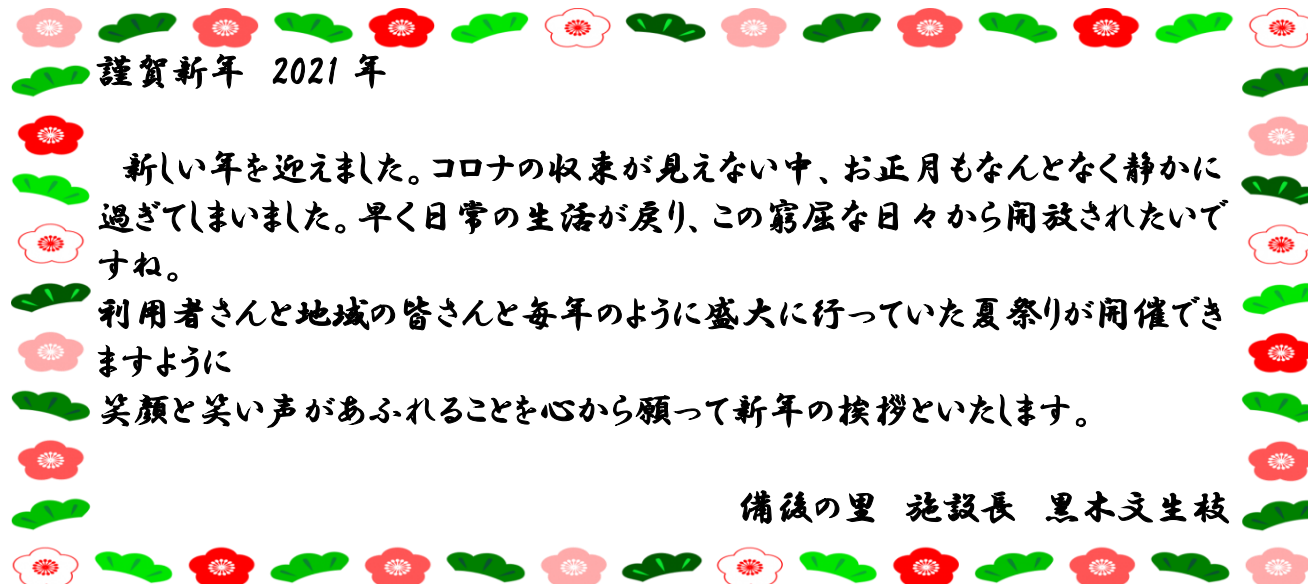 謹賀新年　2021 年
新しい年を迎えました。コロナの収束が見えない中、お正月もなんとなく静かに
過ぎてしまいました。早く日常の生活が戻り、この窮屈な日々から開放されたいで
すね。
利用者さんと地域の皆さんと毎年のように盛大に行っていた夏祭りが開催でき
ますように
笑顔と笑い声があふれることを心から願って新年の挨拶といたします。
備後の里　施設長　黒木文生枝